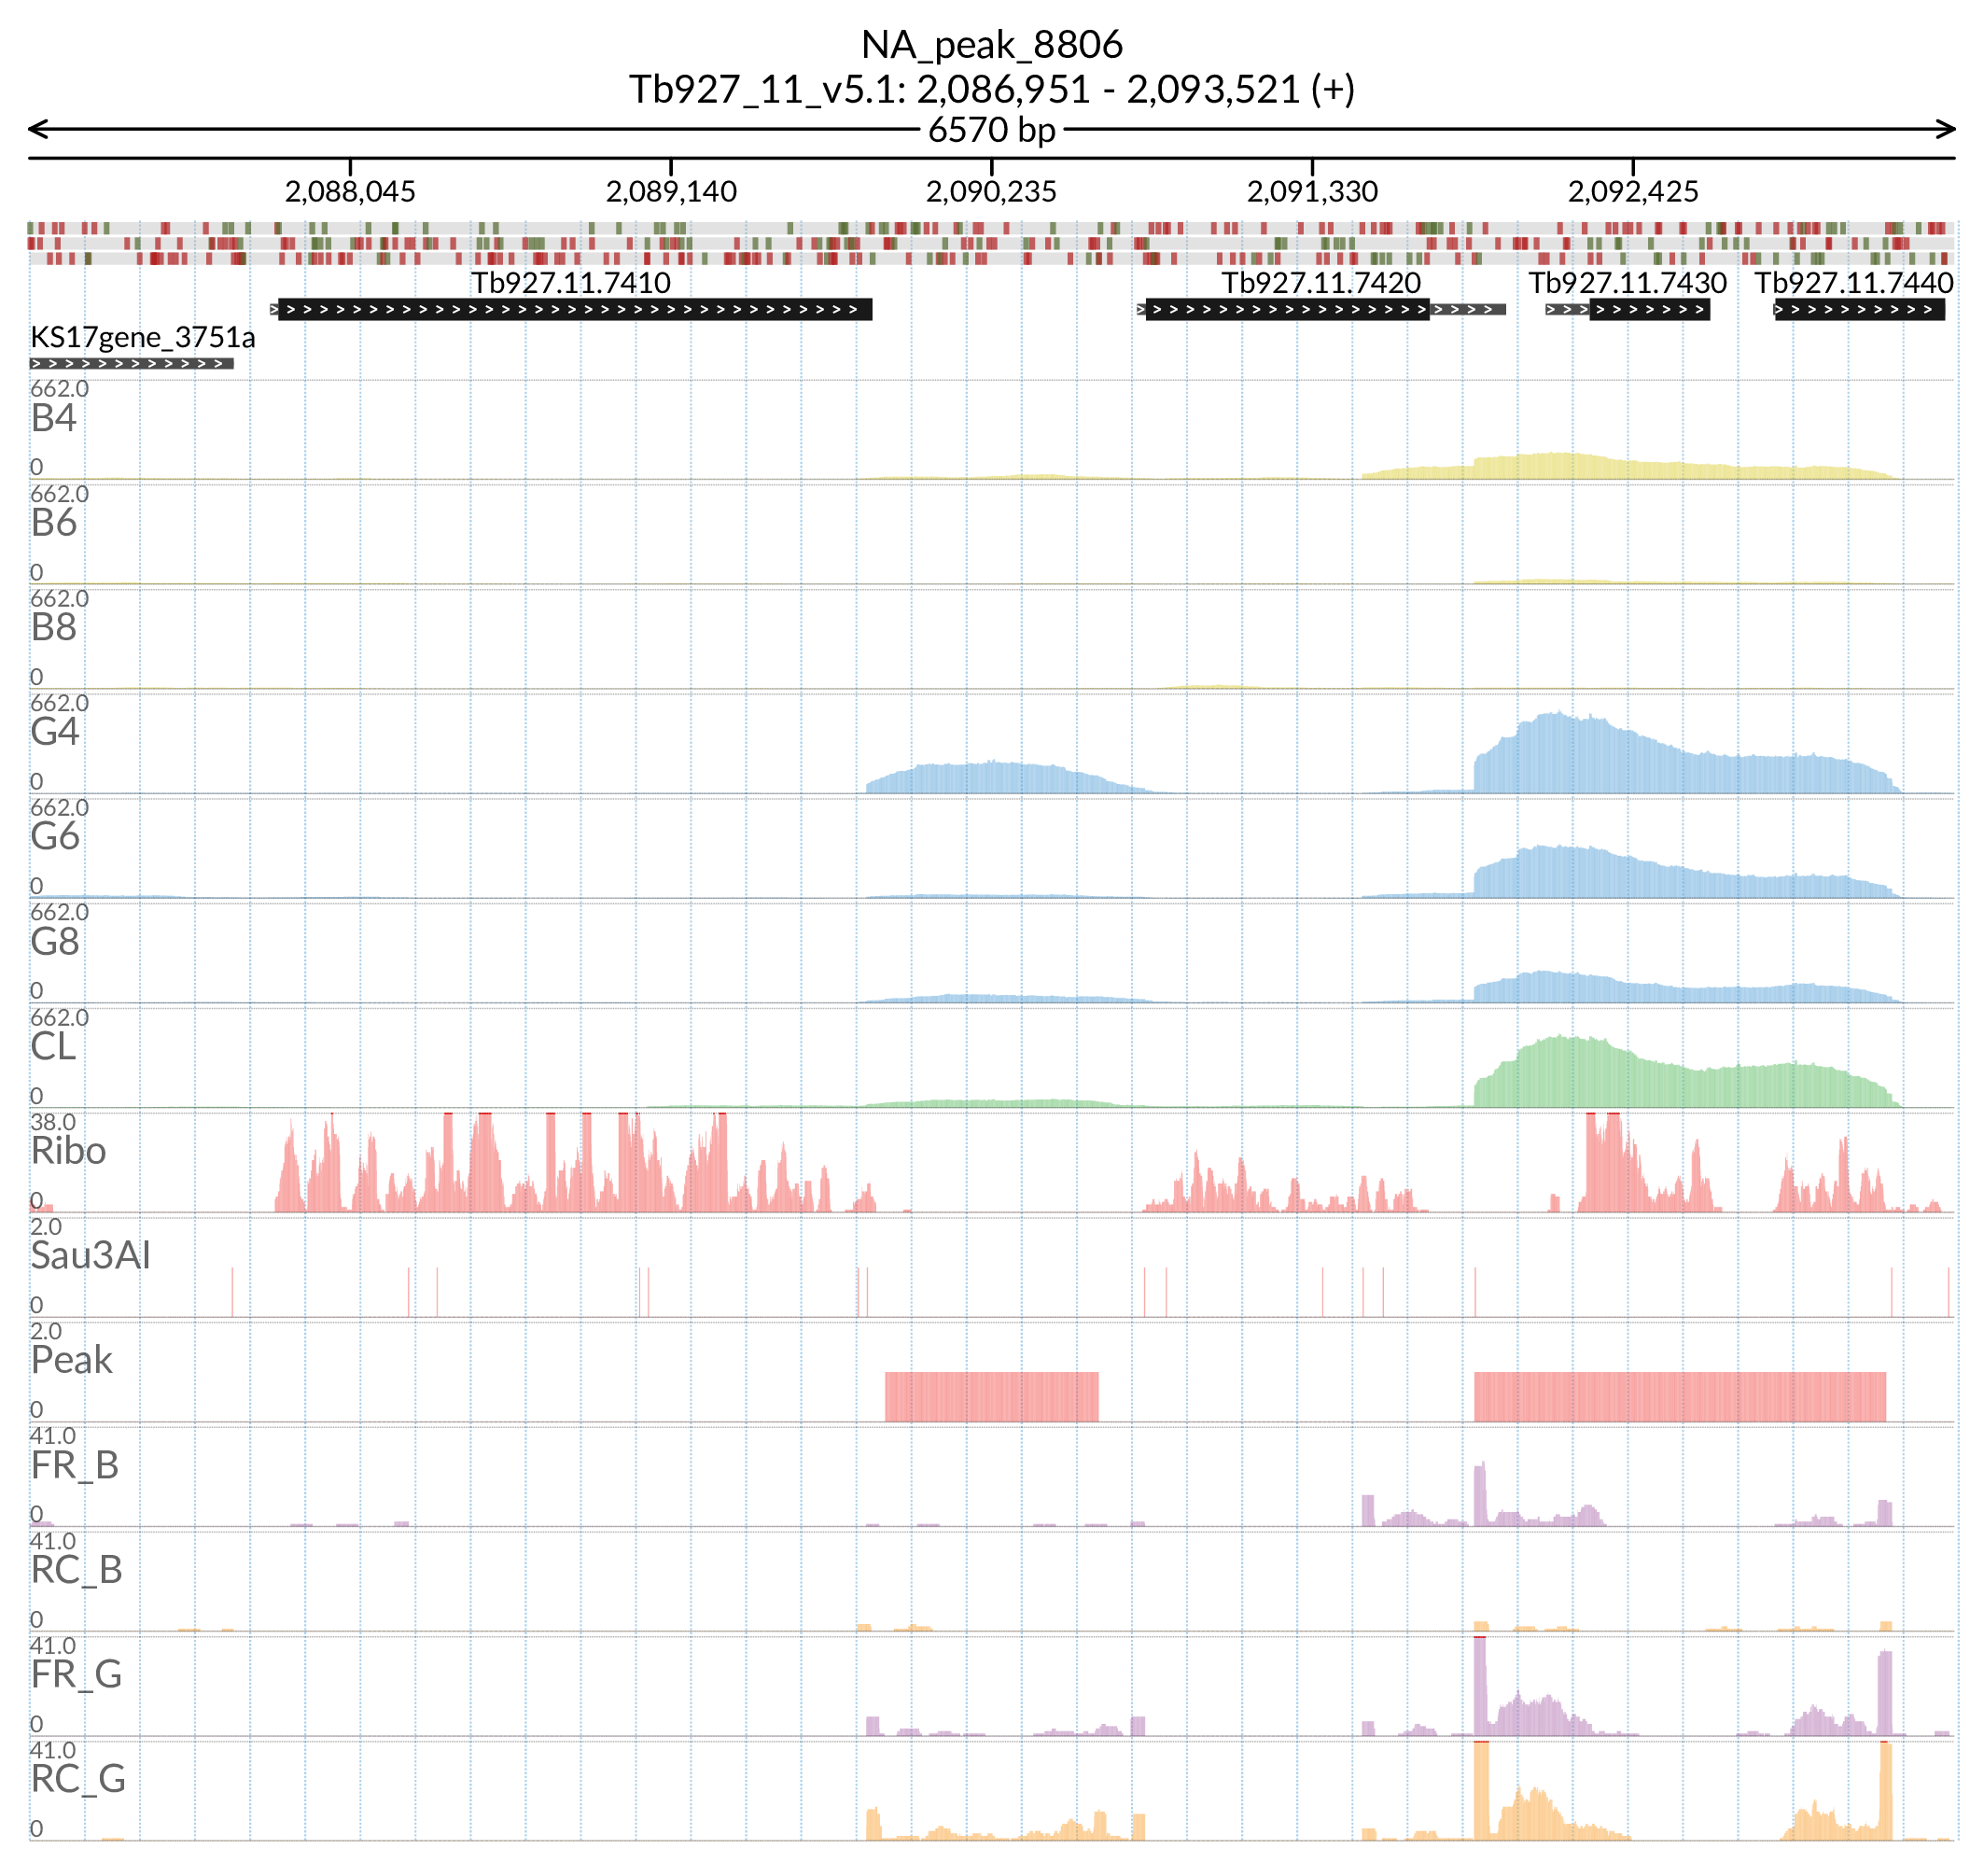 NA_peak_8806
Tb927_11_v5.1: 2,086,951 - 2,093,521 (+)
6570 bp
2,088,045 2,089,140 2,090,235 2,091,330 2,092,425
Tb927.11.7410 Tb927.11.7420 Tb927.11.7430 Tb927.11.7440
KS17gene_3751a
662.0
B4
0
662.0
B6
0
662.0
B8
0
662.0
G4
0
662.0
G6
0
662.0
G8
0
662.0
CL
0
38.0
Ribo
0
2.0
Sau3AI
0
2.0
Peak
0
41.0
FR_B
0
41.0
RC_B
0
41.0
FR_G
0
41.0
RC_G
0